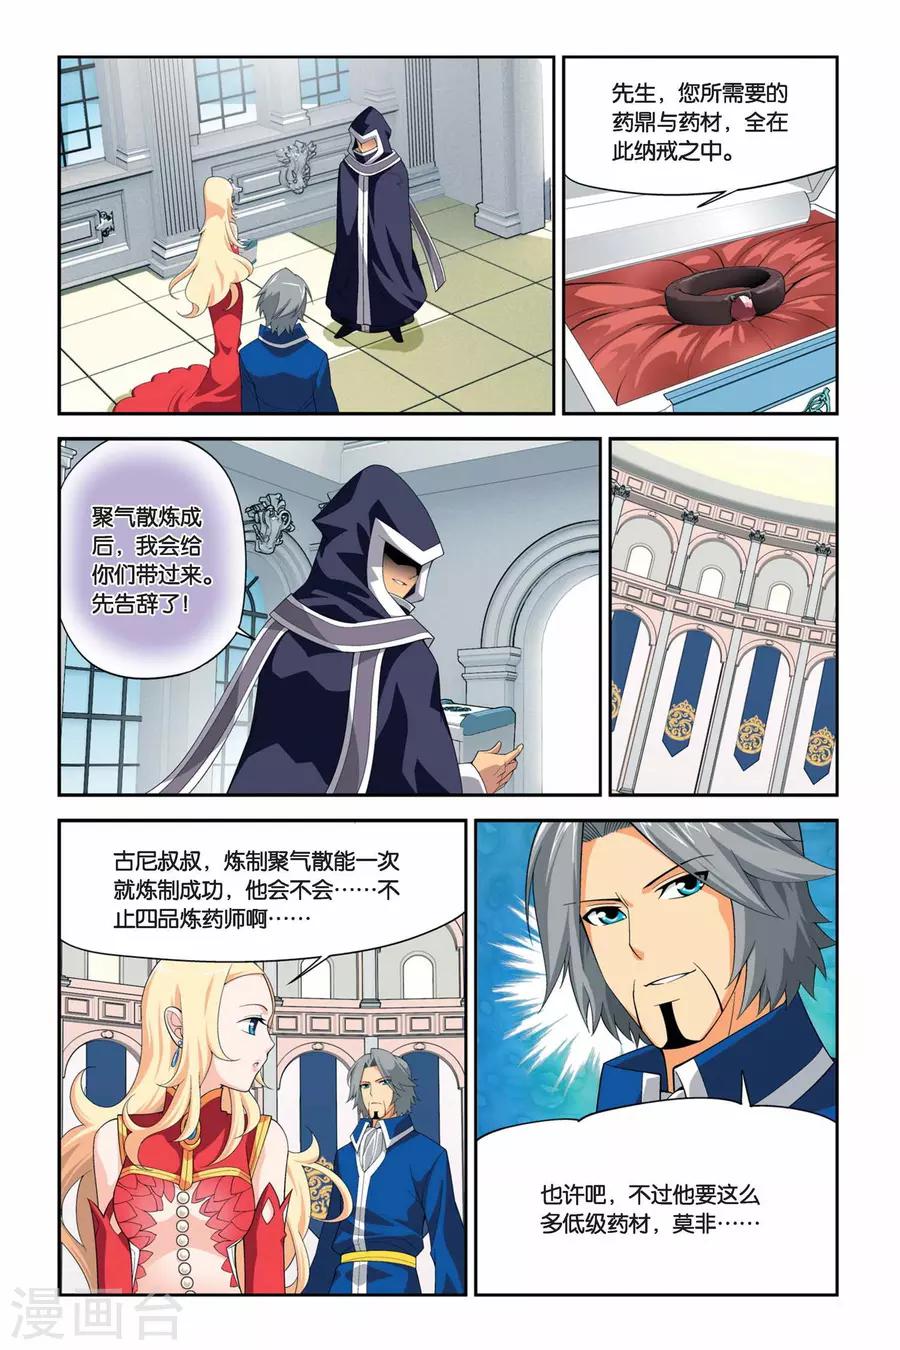 先生，您所需要的
药鼎与药材，全在
此纳戒之中。
聚气散炼成
后，我会给
你们带过来。
先告辞了！
古尼叔叔，炼制聚气散能一次
就炼制成功，他会不会……不
止四品炼药师啊……
也许吧，不过他要这么
多低级药材，莫非……
漫画台